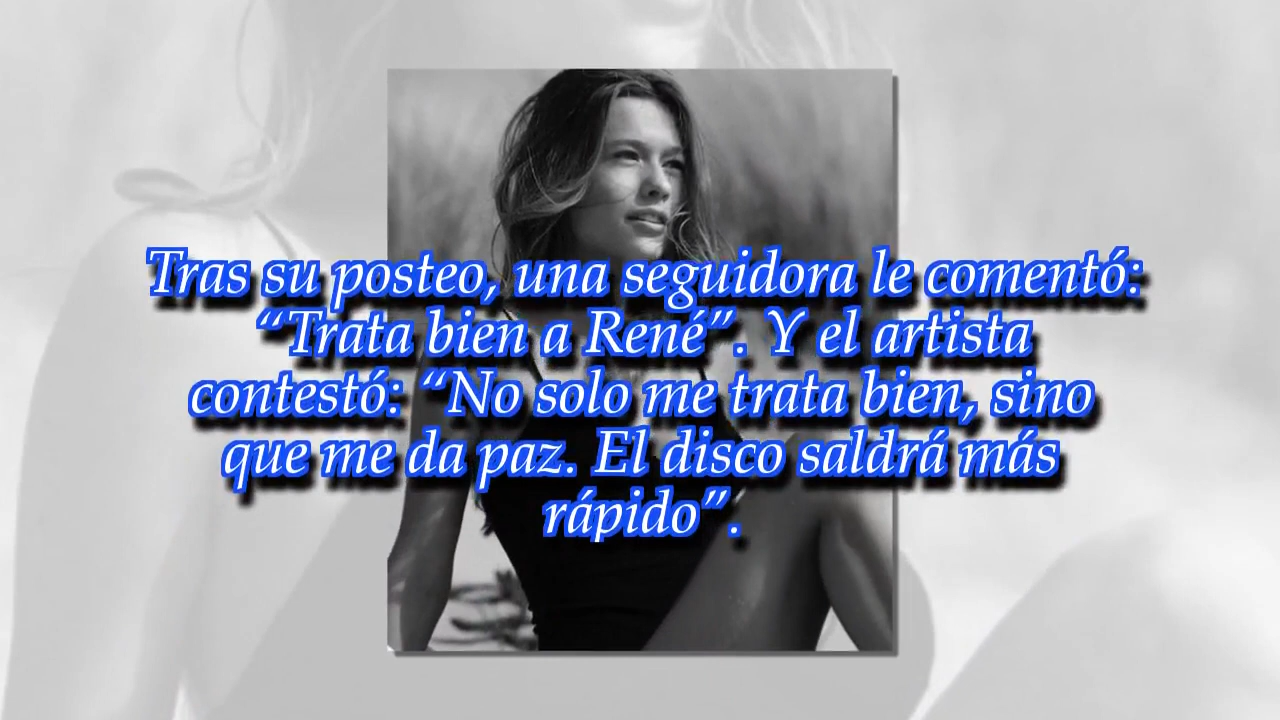 Tras su posteo, una seguidora le comentó:
“Trata bien a René”. Y el artista
contestó: “No solo me trata bien, sino
que me da paz. El disco saldrá más
rápido”.